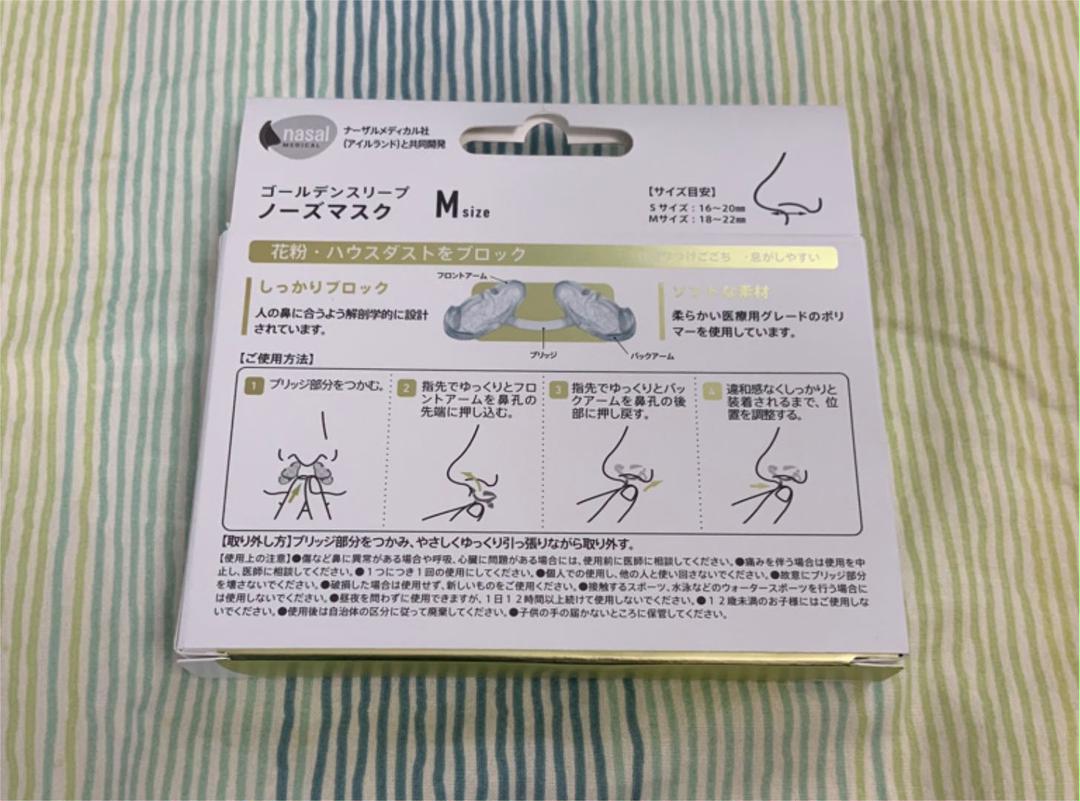 nasal
MEDICAL
ナーザルメディカル社
(アイルランド)と共同開発
ゴールデンスリープ
ノーズマスク
M size
【サイズ目安】
Sサイズ：16～20㎜
Mサイズ：18～22㎜
花粉・ハウスダストをブロック
つけごこち ・息がしやすい
しっかりブロック
人の鼻に合うよう解剖学的に設計
されています。
フロントアーム
ブリッジ
バックアーム
ソフトな素材
柔らかい医療用グレードのポリ
マーを使用しています。
【ご使用方法】
1 ブリッジ部分をつかむ。
2 指先でゆっくりとフロ
ントアームを鼻孔の
先端に押し込む。
3 指先でゆっくりとバッ
クアームを鼻孔の後
部に押し戻す。
4 違和感なくしっかりと
装着されるまで、位
置を調整する。
【取り外し方】ブリッジ部分をつかみ、やさしくゆっくり引っ張りながら取り外す。
【使用上の注意】●傷など鼻に異常がある場合や呼吸、心臓に問題がある場合には、使用前に医師に相談してください。●痛みを伴う場合は使用を中
止し、医師に相談してください。●1つにつき1回の使用にしてください。●個人での使用し、他の人と使い回さないでください。●故意にブリッジ部分
を壊さないでください。●破損した場合は使用せず、新しいものをご使用ください。●接触するスポーツ、水泳などのウォータースポーツを行う場合に
は使用しないでください。●昼夜を問わずに使用できますが、1日12時間以上続けて使用しないでください。●12歳未満のお子様にはご使用しな
いでください。●使用後は自治体の区分に従って廃棄してください。●子供の手の届かないところに保管してください。